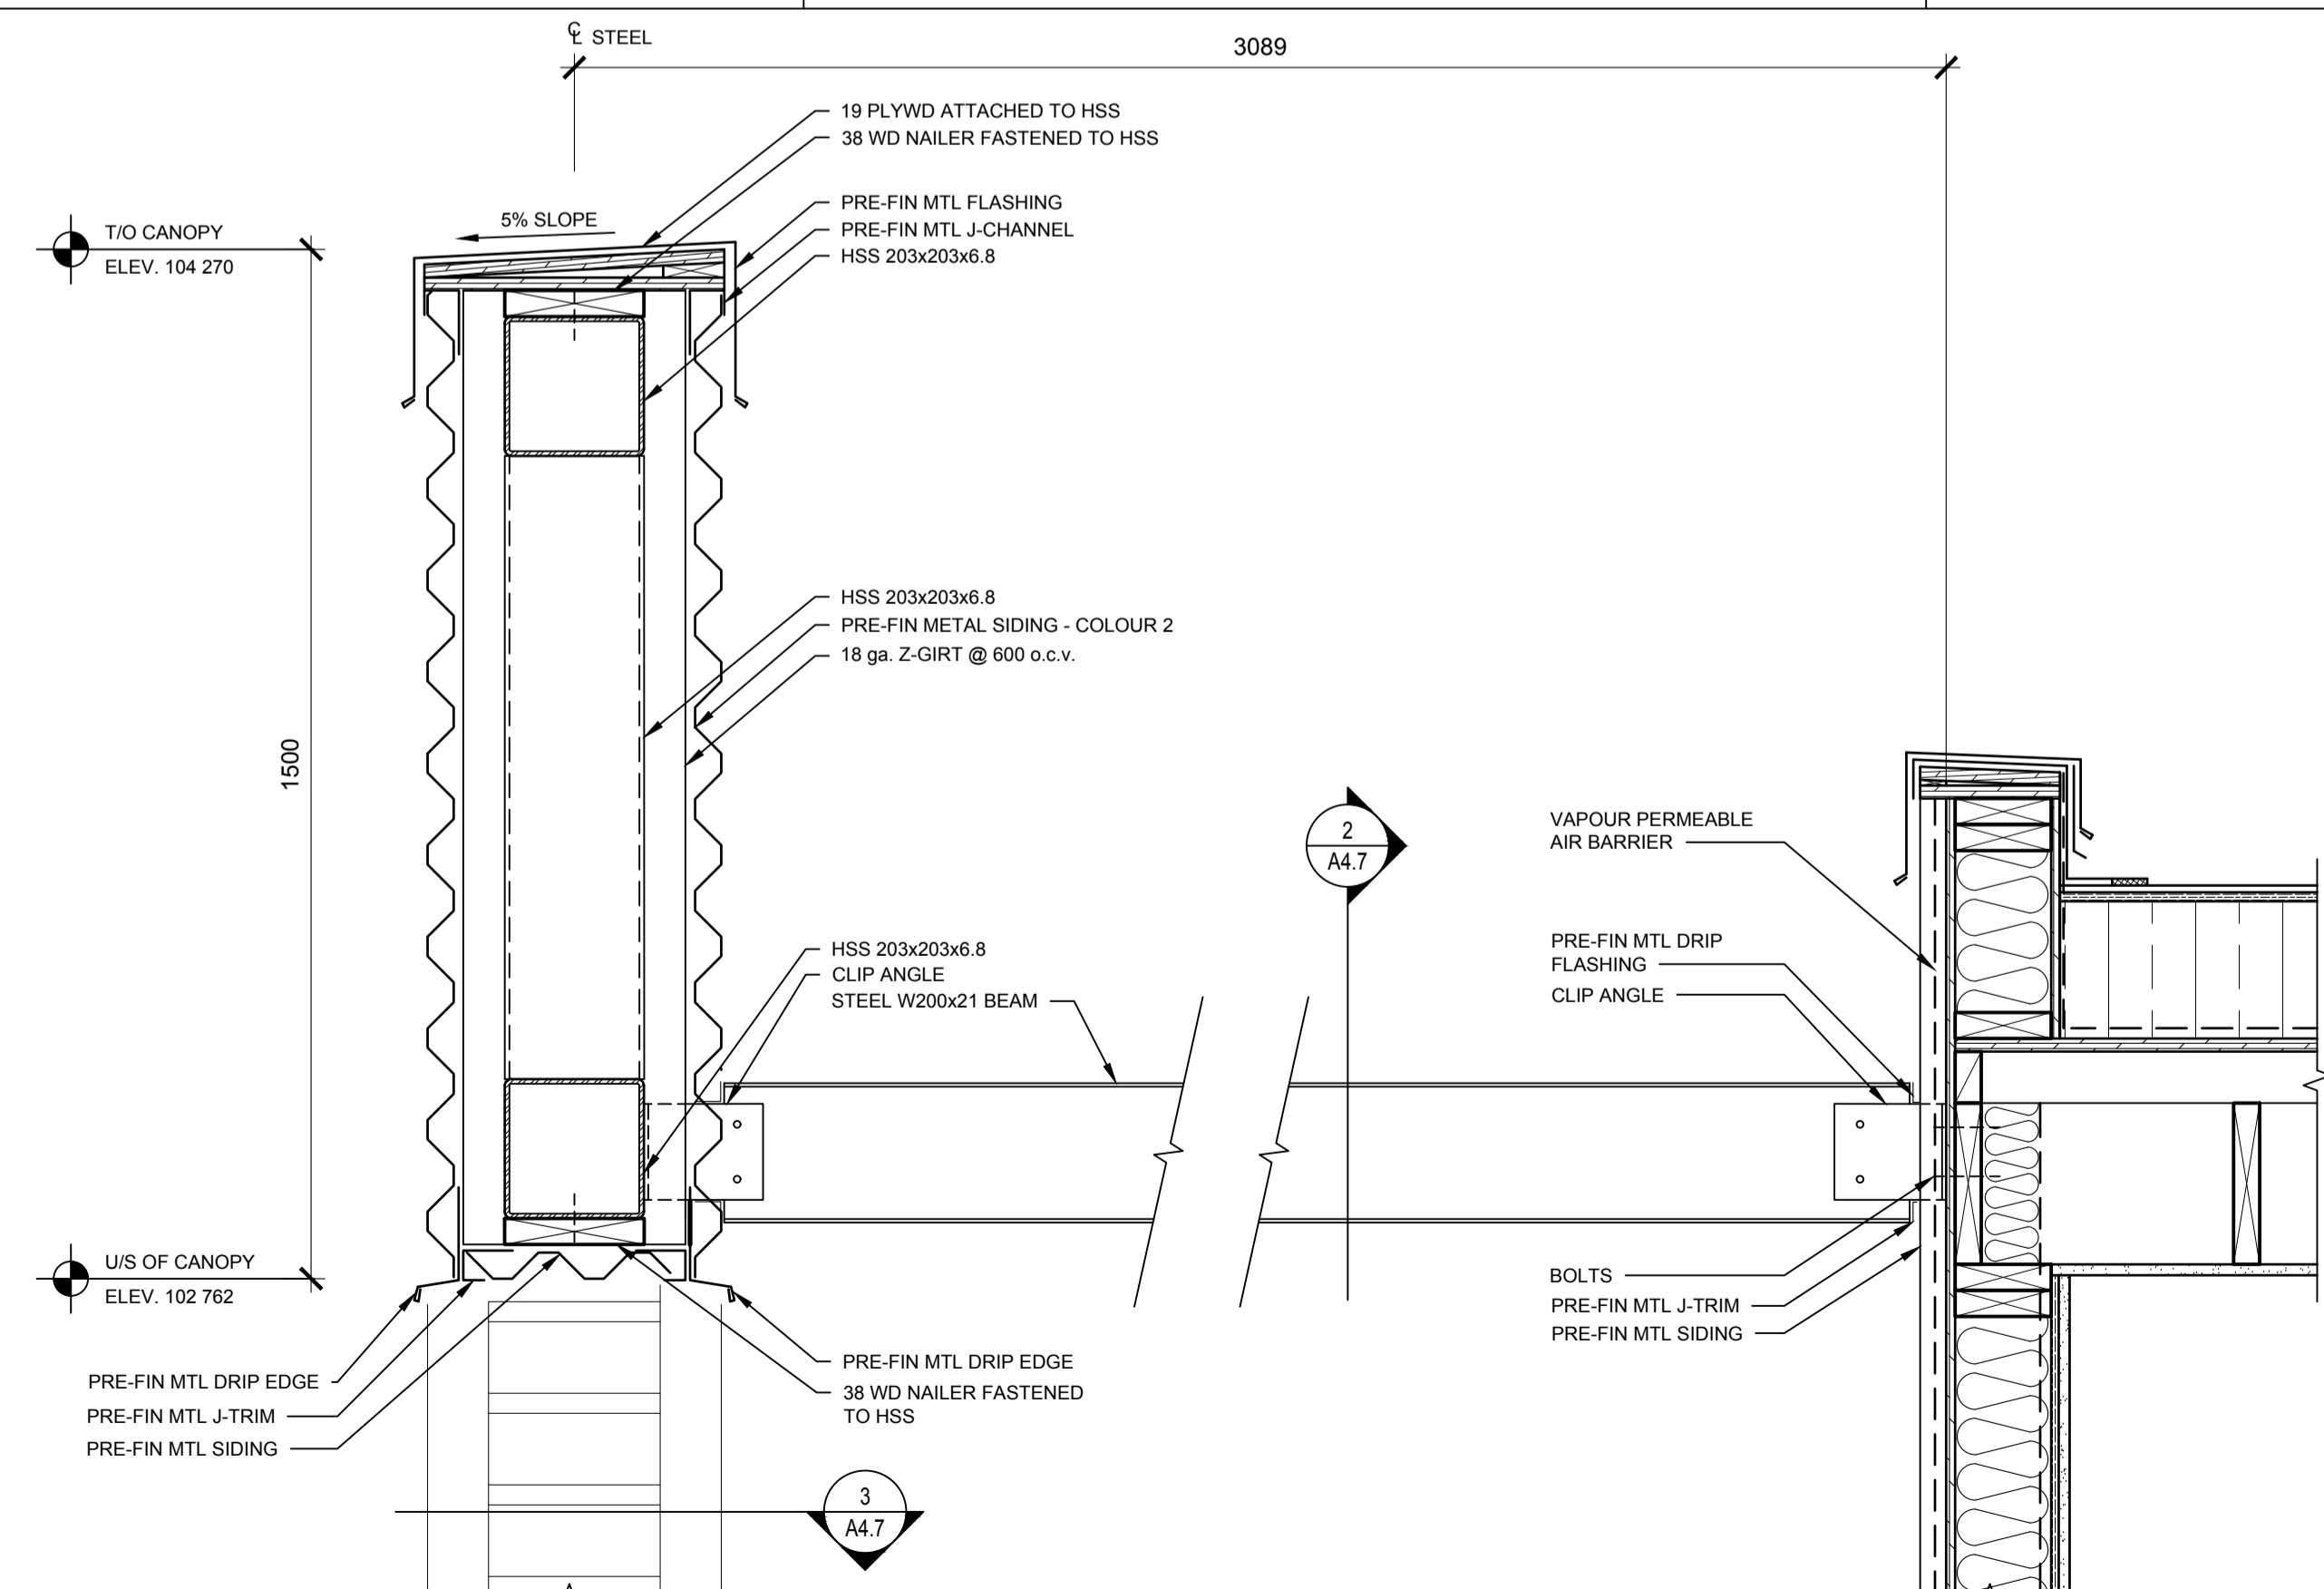 ℄ STEEL
3089
19 PLYWD ATTACHED TO HSS
38 WD NAILER FASTENED TO HSS
PRE-FIN MTL FLASHING
PRE-FIN MTL J-CHANNEL
HSS 203x203x6.8
5% SLOPE
T/O CANOPY
ELEV. 104 270
1500
HSS 203x203x6.8
PRE-FIN METAL SIDING - COLOUR 2
18 ga. Z-GIRT @ 600 o.c.v.
2
A4.7
VAPOUR PERMEABLE
AIR BARRIER
HSS 203x203x6.8
CLIP ANGLE
STEEL W200x21 BEAM
PRE-FIN MTL DRIP
FLASHING
CLIP ANGLE
U/S OF CANOPY
ELEV. 102 762
BOLTS
PRE-FIN MTL J-TRIM
PRE-FIN MTL SIDING
PRE-FIN MTL DRIP EDGE
PRE-FIN MTL J-TRIM
PRE-FIN MTL SIDING
PRE-FIN MTL DRIP EDGE
38 WD NAILER FASTENED
TO HSS
3
A4.7